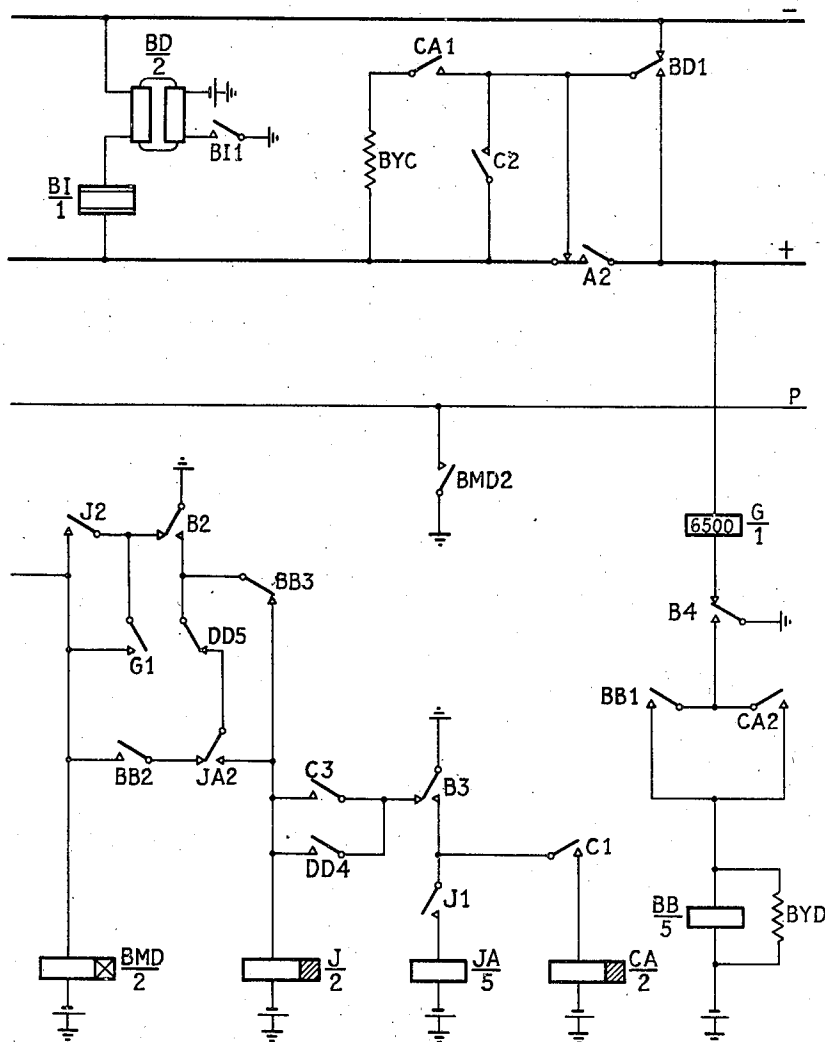 −
BD
2
CA1
BD1
BI1
BYC
C2
BI
1
+
A2
P
BMD2
J2
B2
6500
G
1
BB3
B4
G1
DD5
BB1
CA2
BB2
JA2
C3
B3
DD4
C1
J1
BB
5
BYD
BMD
2
J
2
JA
5
CA
2